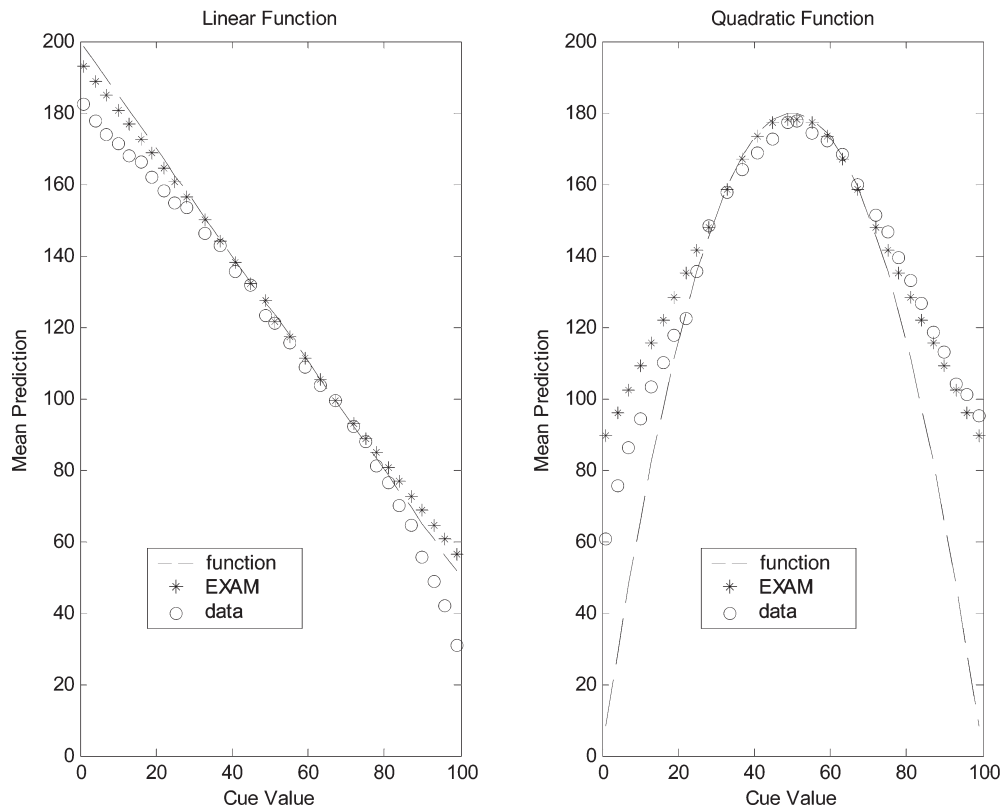 Linear Function
Mean Prediction
200
180
160
140
120
100
80
60
40
20
0
function
EXAM
data
0 20 40 60 80 100
Cue Value
Quadratic Function
Mean Prediction
200
180
160
140
120
100
80
60
40
20
0
function
EXAM
data
0 20 40 60 80 100
Cue Value